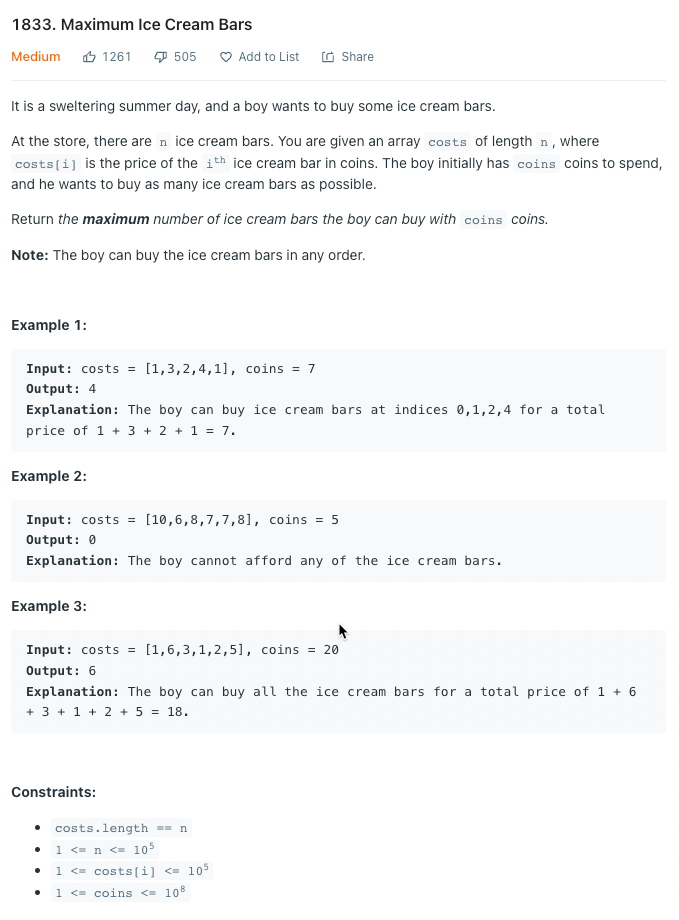 1833. Maximum Ice Cream Bars
Medium 1261 505 Add to List Share
It is a sweltering summer day, and a boy wants to buy some ice cream bars.
At the store, there are n ice cream bars. You are given an array costs of length n, where
costs[i] is the price of the ith ice cream bar in coins. The boy initially has coins coins to spend,
and he wants to buy as many ice cream bars as possible.
Return the maximum number of ice cream bars the boy can buy with coins coins.
Note: The boy can buy the ice cream bars in any order.
Example 1:
Input: costs = [1,3,2,4,1], coins = 7
Output: 4
Explanation: The boy can buy ice cream bars at indices 0,1,2,4 for a total
price of 1 + 3 + 2 + 1 = 7.
Example 2:
Input: costs = [10,6,8,7,7,8], coins = 5
Output: 0
Explanation: The boy cannot afford any of the ice cream bars.
Example 3:
Input: costs = [1,6,3,1,2,5], coins = 20
Output: 6
Explanation: The boy can buy all the ice cream bars for a total price of 1 + 6
+ 3 + 1 + 2 + 5 = 18.
Constraints:
• costs.length == n
• 1 <= n <= 10⁵
• 1 <= costs[i] <= 10⁵
• 1 <= coins <= 10⁸